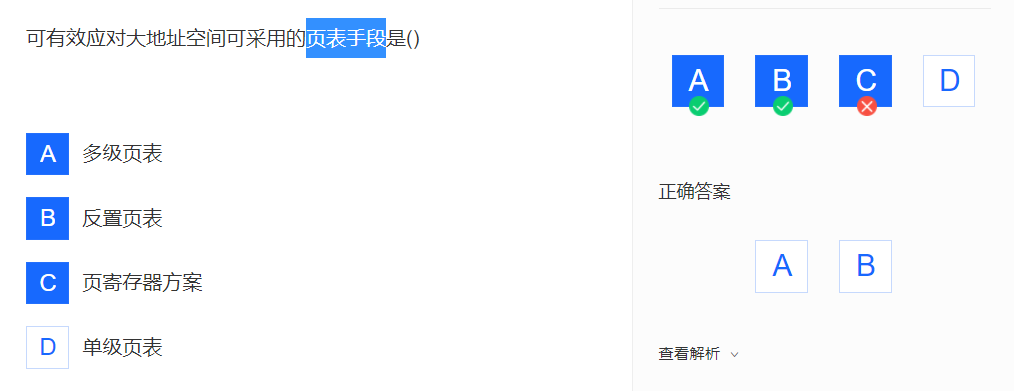 可有效应对大地址空间可采用的页表手段是()
A 多级页表
B 反置页表
C 页寄存器方案
D 单级页表
A B C D
正确答案
A B
查看解析